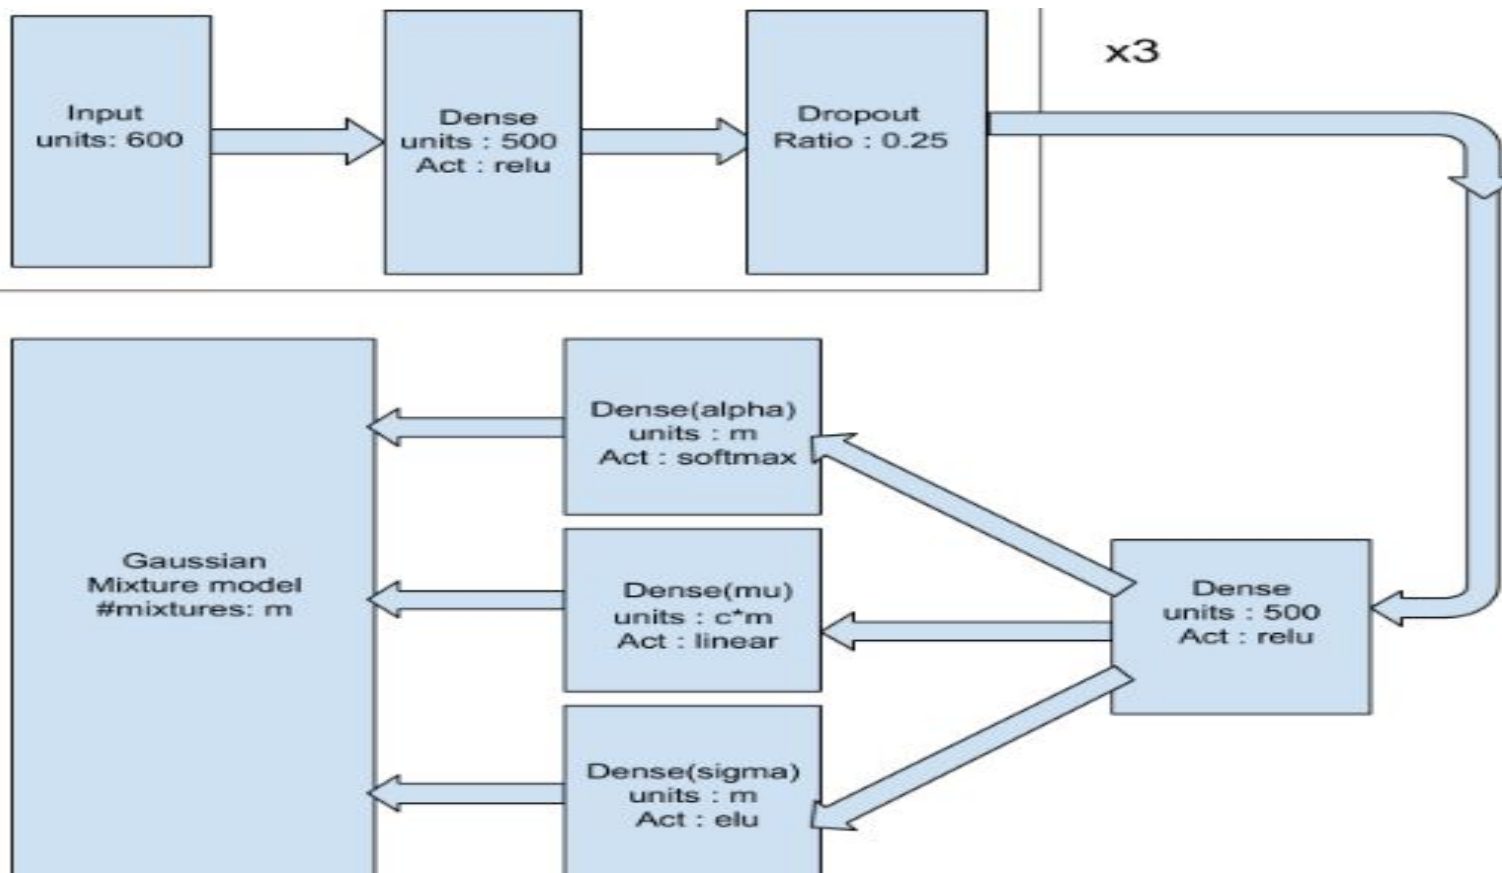 Input
units: 600
Dense
units : 500
Act : relu
Dropout
Ratio : 0.25
x3
Dense(alpha)
units : m
Act : softmax
Gaussian
Mixture model
#mixtures: m
Dense(mu)
units : c*m
Act : linear
Dense
units : 500
Act : relu
Dense(sigma)
units : m
Act : elu